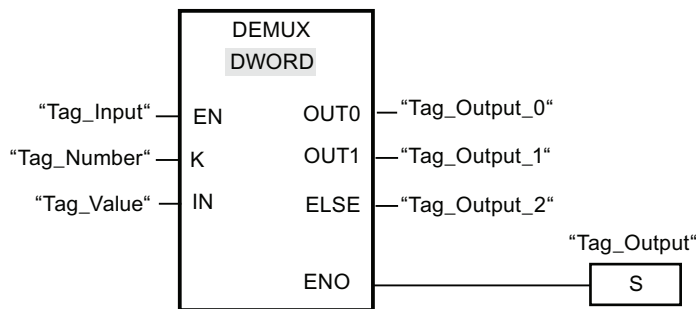 DEMUX
DWORD
“Tag_Input“ EN OUT0 “Tag_Output_0“
“Tag_Number“ K OUT1 “Tag_Output_1“
“Tag_Value“ IN ELSE “Tag_Output_2“
“Tag_Output“
ENO S